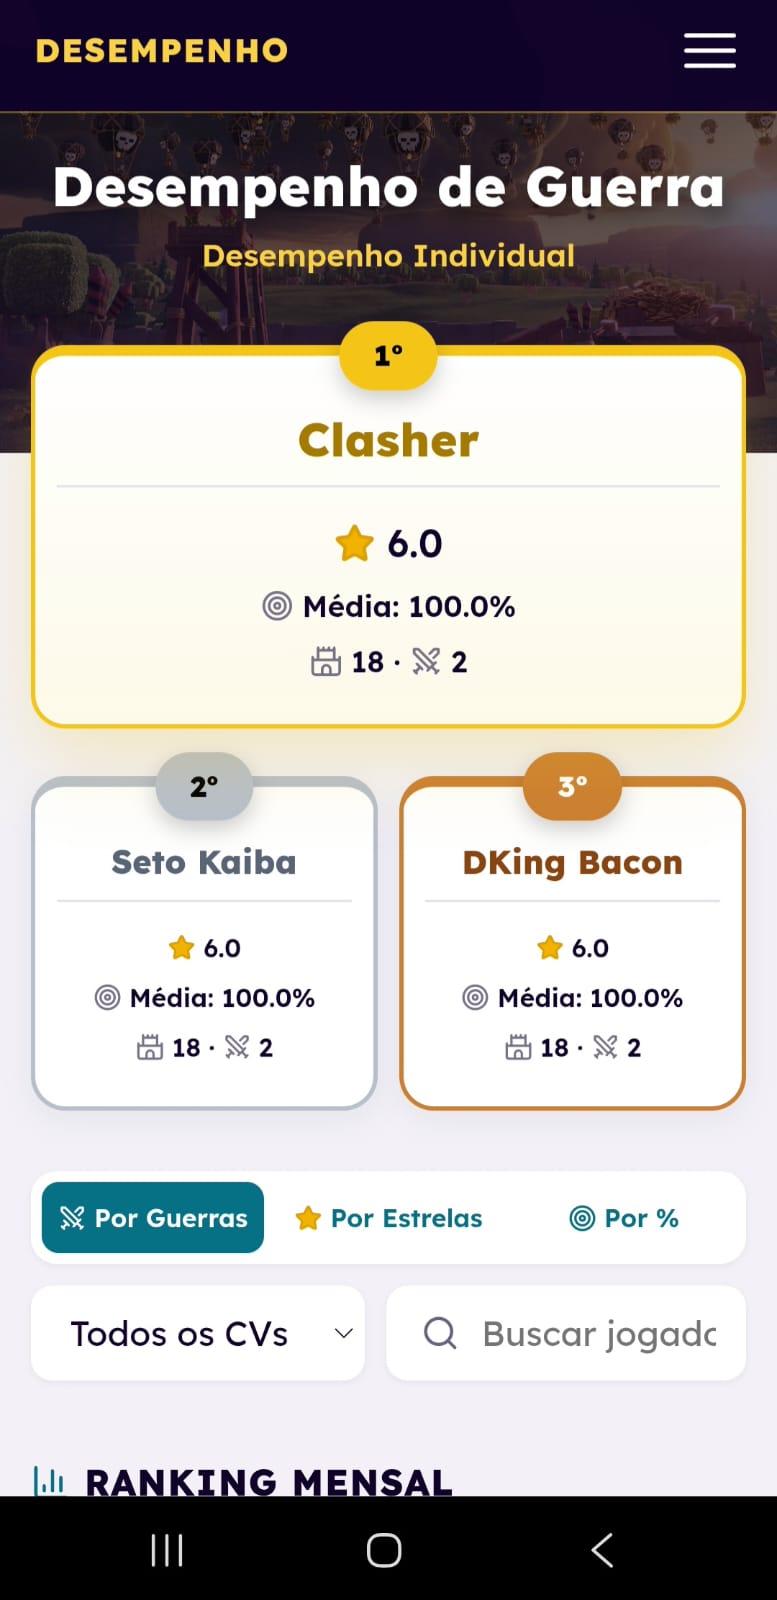 DESEMPENHO
Desempenho de Guerra
Desempenho Individual
1º
Clasher
6.0
Média: 100.0%
18 · 2
2º
Seto Kaiba
6.0
Média: 100.0%
18 · 2
3º
DKing Bacon
6.0
Média: 100.0%
18 · 2
Por Guerras
Por Estrelas
Por %
Todos os CVs
Buscar jogado
RANKING MENSAL